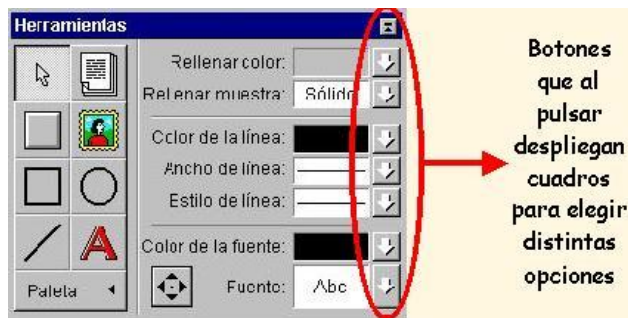 Herramientas
Rellenar color:
Rellenar muestra: Sólido
Color de la línea:
Ancho de línea:
Estilo de línea:
Color de la fuente:
Paleta
Fuente: Abc
Botones
que al
pulsar
despliegan
cuadros
para elegir
distintas
opciones